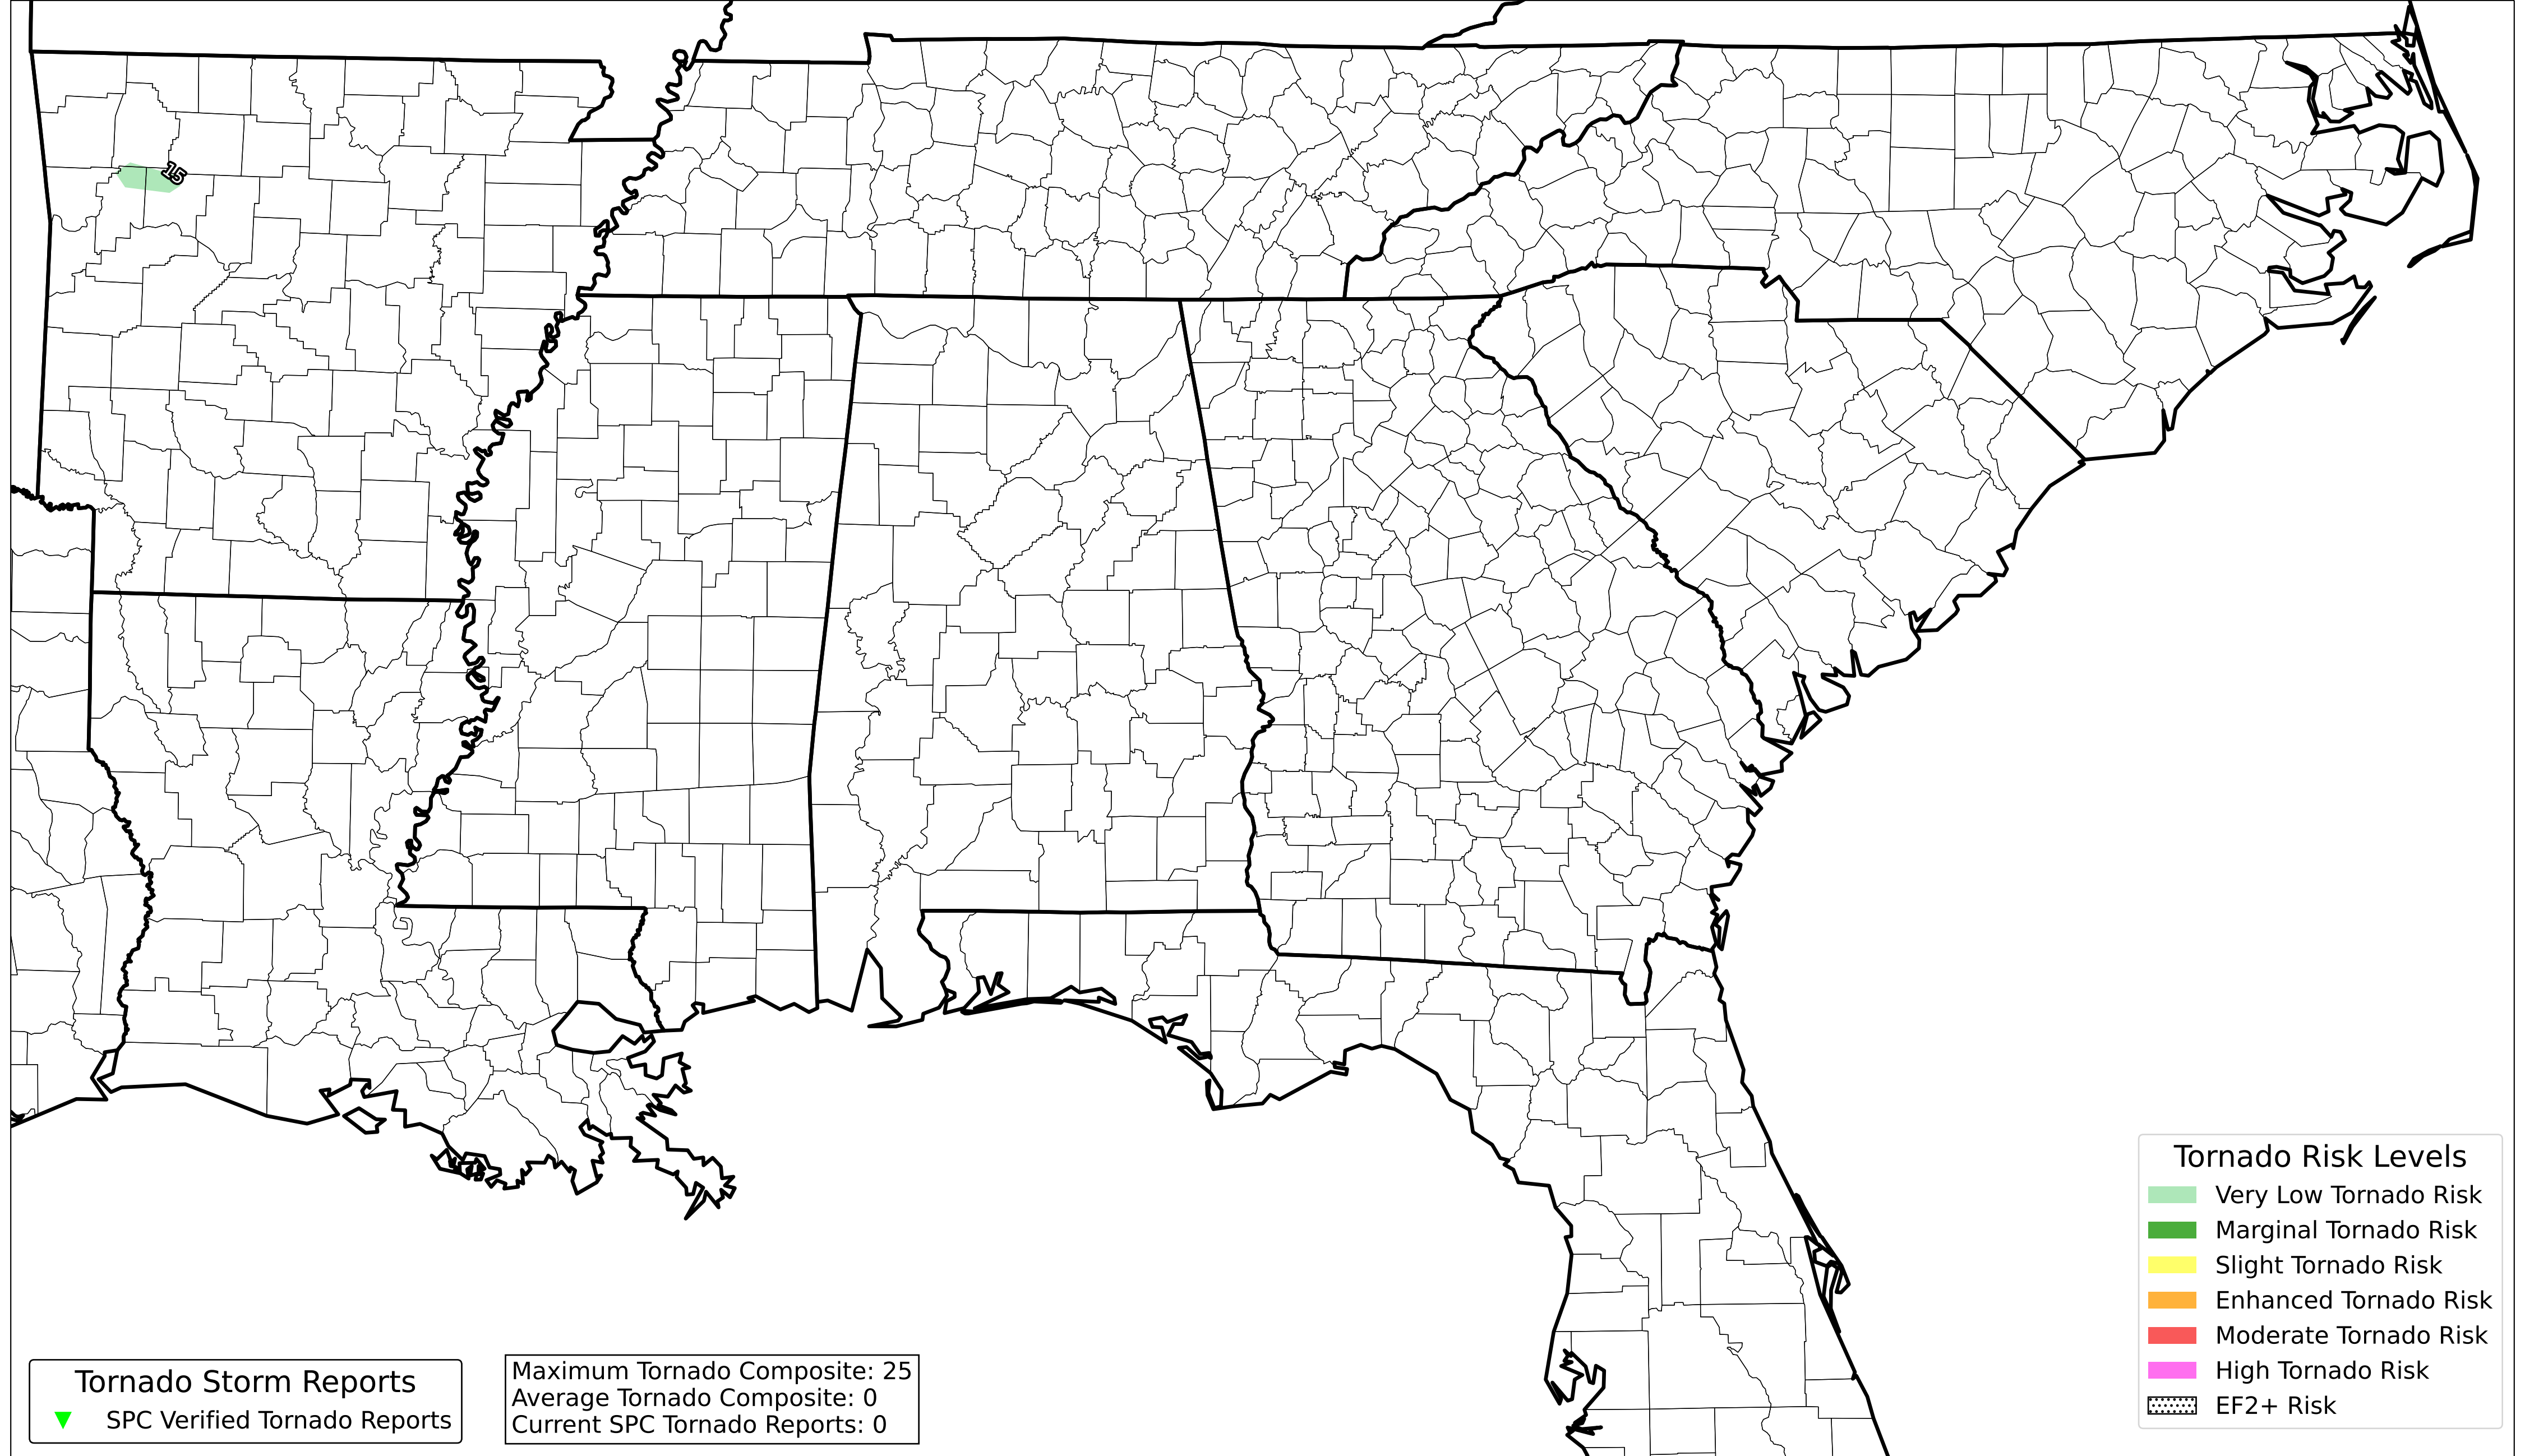 15
Tornado Risk Levels
Very Low Tornado Risk
Marginal Tornado Risk
Slight Tornado Risk
Enhanced Tornado Risk
Moderate Tornado Risk
High Tornado Risk
EF2+ Risk
Tornado Storm Reports
SPC Verified Tornado Reports
Maximum Tornado Composite: 25
Average Tornado Composite: 0
Current SPC Tornado Reports: 0